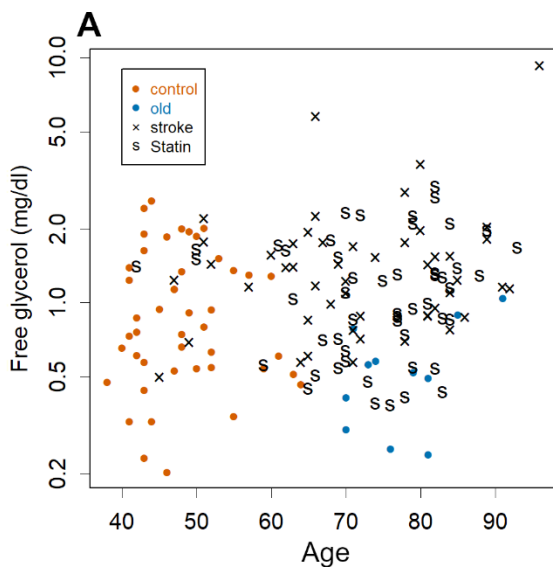 A
10.0
5.0
2.0
1.0
0.5
0.2
Free glycerol (mg/dl)
control
old
× stroke
S Statin
40 50 60 70 80 90
Age